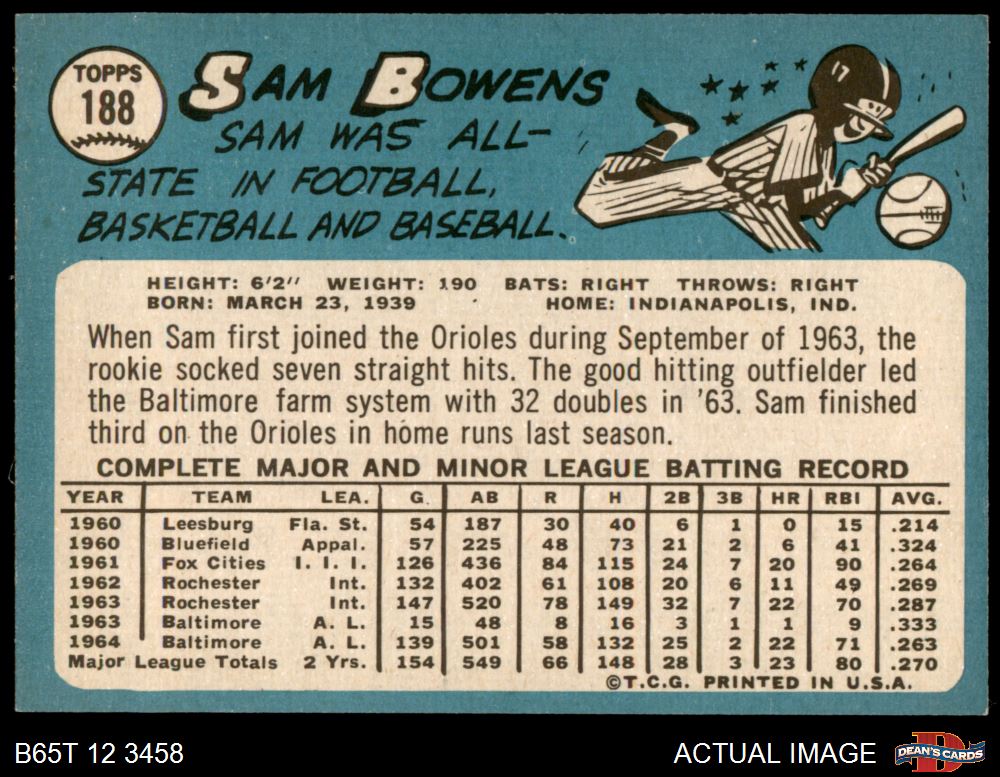 TOPPS
188
SAM BOWENS
SAM WAS ALL-
STATE IN FOOTBALL,
BASKETBALL AND BASEBALL.
17
HEIGHT: 6'2" WEIGHT: 190 BATS: RIGHT THROWS: RIGHT
BORN: MARCH 23, 1939 HOME: INDIANAPOLIS, IND.
When Sam first joined the Orioles during September of 1963, the
rookie socked seven straight hits. The good hitting outfielder led
the Baltimore farm system with 32 doubles in '63. Sam finished
third on the Orioles in home runs last season.
COMPLETE MAJOR AND MINOR LEAGUE BATTING RECORD
YEAR TEAM LEA. G. AB R H 2B 3B HR RBI AVG.
1960 Leesburg Fla. St. 54 187 30 40 6 1 0 15 .214
1960 Bluefield Appal. 57 225 48 73 21 2 6 41 .324
1961 Fox Cities I. I. I. 126 436 84 115 24 7 20 90 .264
1962 Rochester Int. 132 402 61 108 20 6 11 49 .269
1963 Rochester Int. 147 520 78 149 32 7 22 70 .287
1963 Baltimore A. L. 15 48 8 16 3 1 1 9 .333
1964 Baltimore A. L. 139 501 58 132 25 2 22 71 .263
Major League Totals 2 Yrs. 154 549 66 148 28 3 23 80 .270
©T.C.G. PRINTED IN U.S.A.
B65T 12 3458
ACTUAL IMAGE
D
DEAN'S CARDS